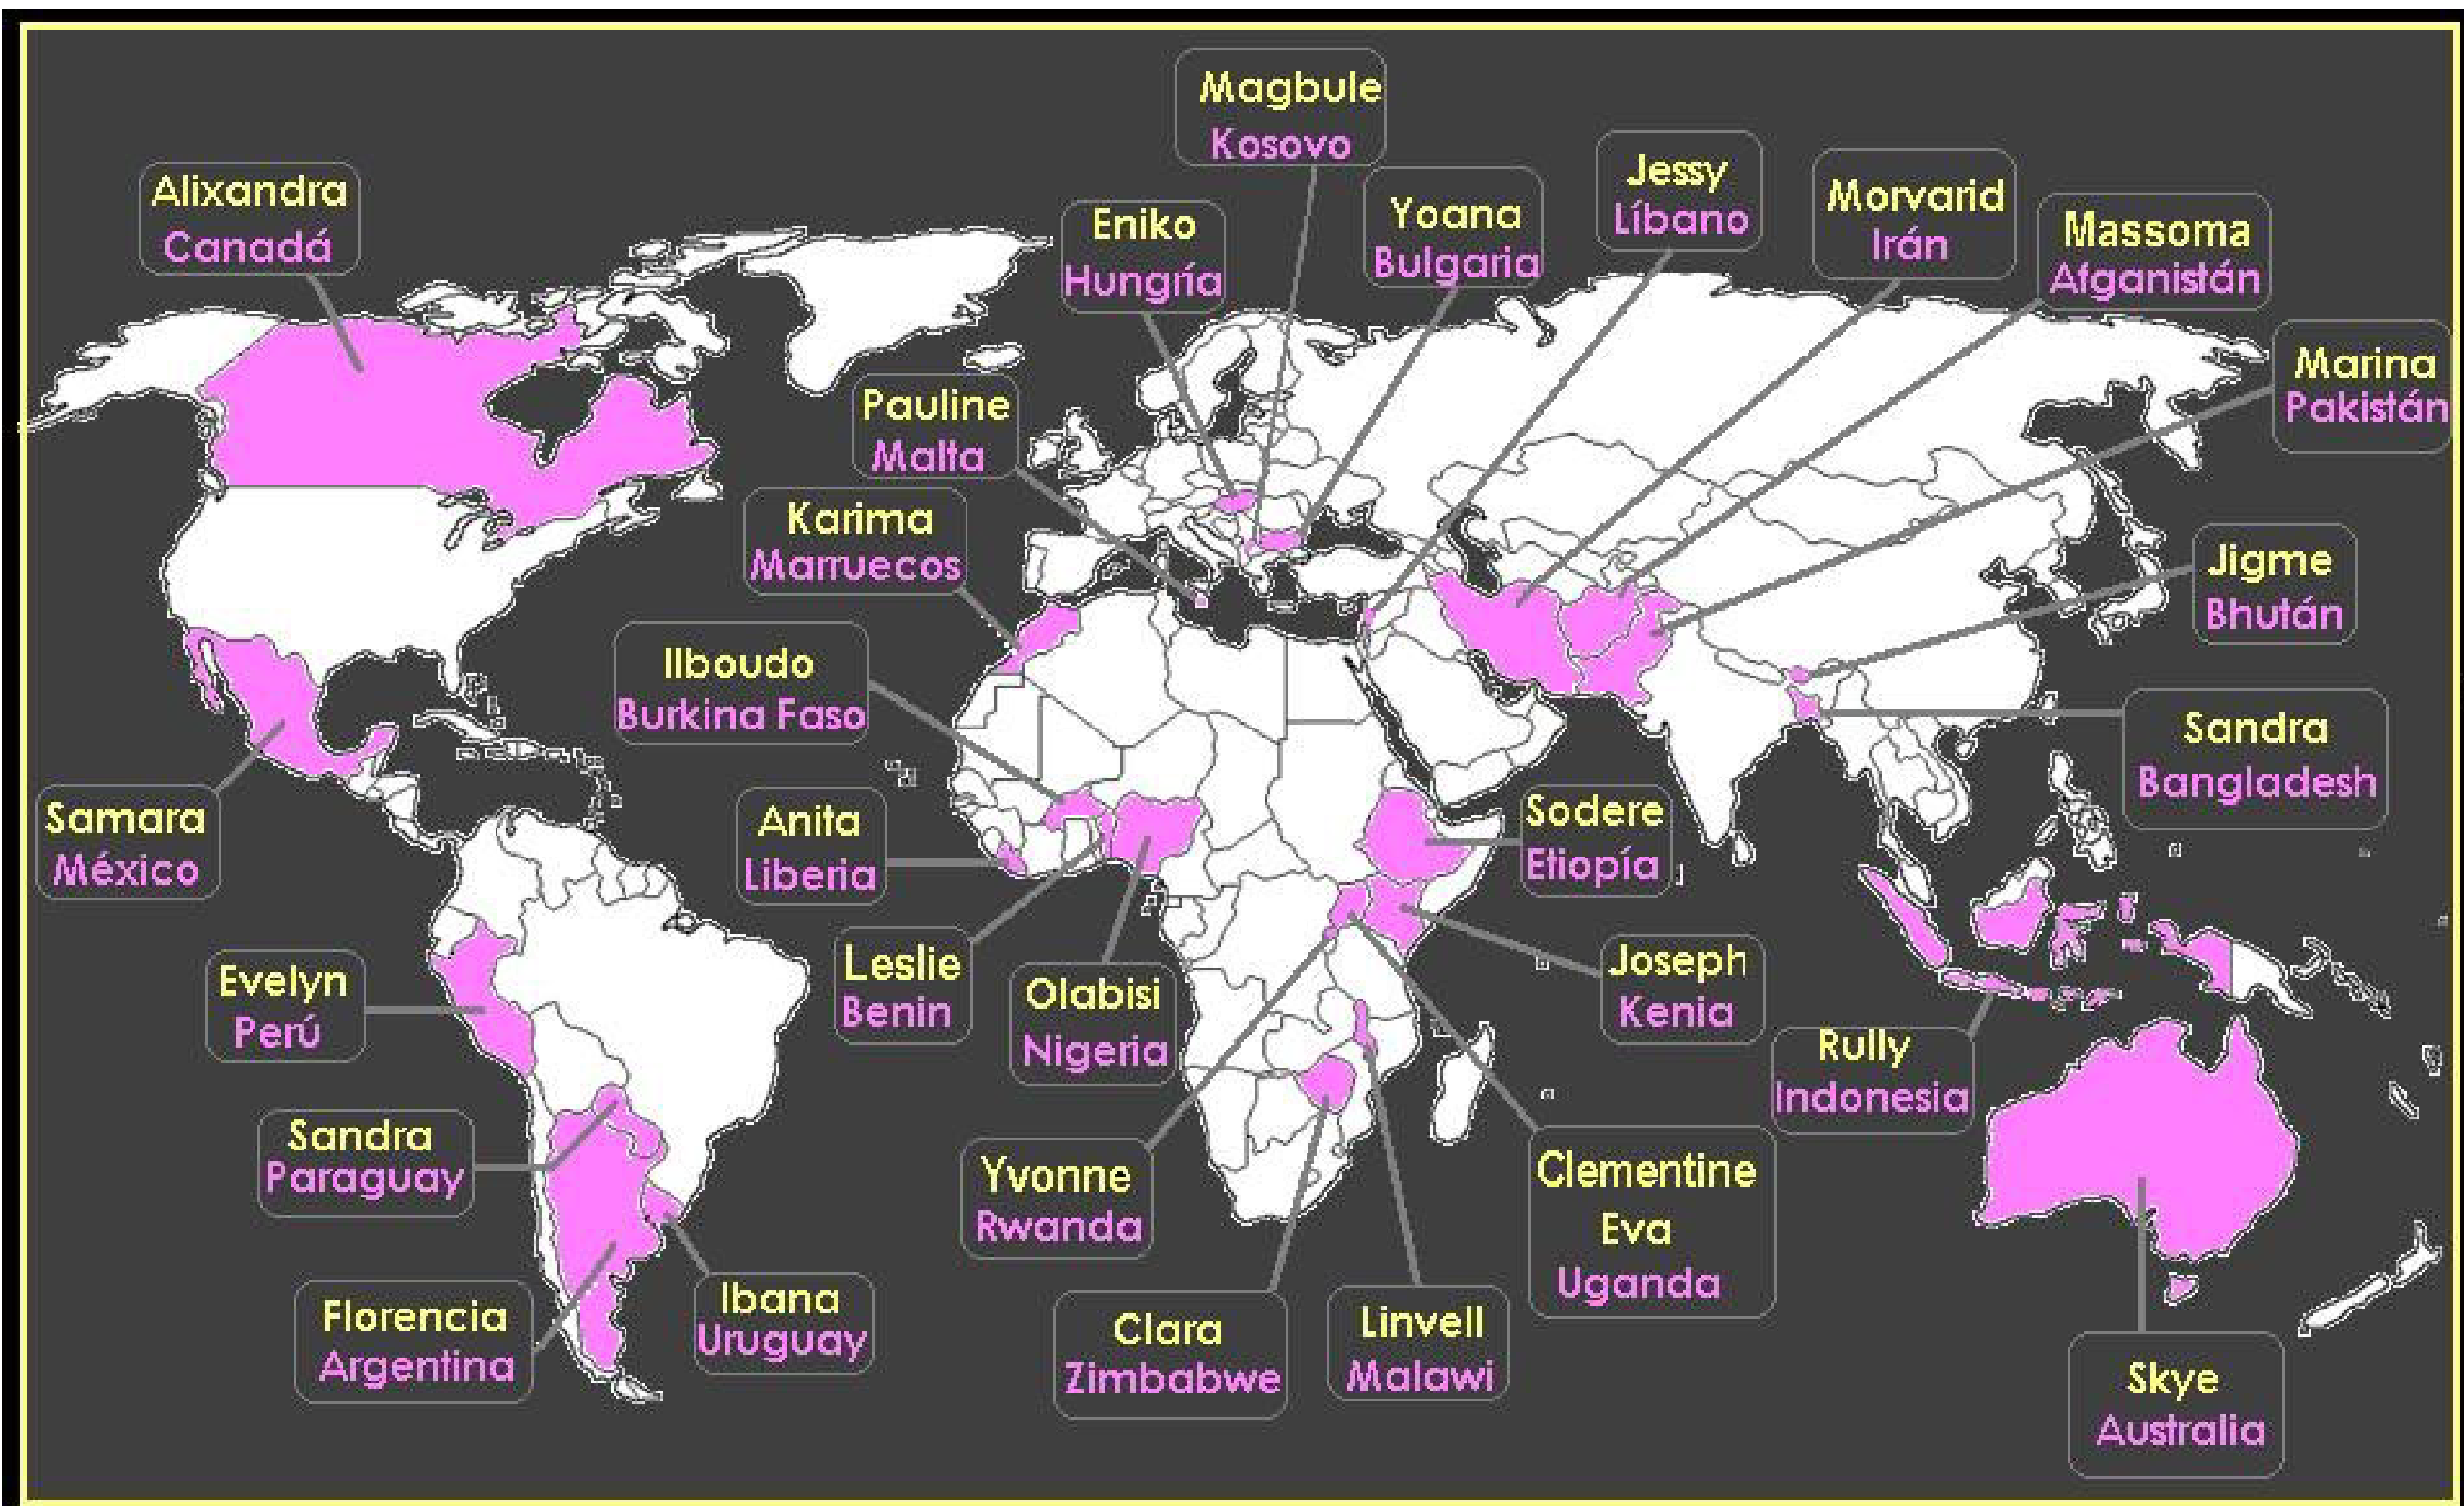 Magbule
Kosovo
Alixandra
Canadá
Eniko
Hungría
Yoana
Bulgaria
Jessy
Líbano
Morvarid
Irán
Massoma
Afganistán
Marina
Pakistán
Pauline
Malta
Karima
Marruecos
Jigme
Bhután
Ilboudo
Burkina Faso
Sandra
Bangladesh
Samara
México
Anita
Liberia
Sodere
Etiopía
Evelyn
Perú
Leslie
Benin
Olabisi
Nigeria
Joseph
Kenia
Rully
Indonesia
Sandra
Paraguay
Yvonne
Rwanda
Clementine
Eva
Uganda
Florencia
Argentina
Ibana
Uruguay
Clara
Zimbabwe
Linvell
Malawi
Skye
Australia